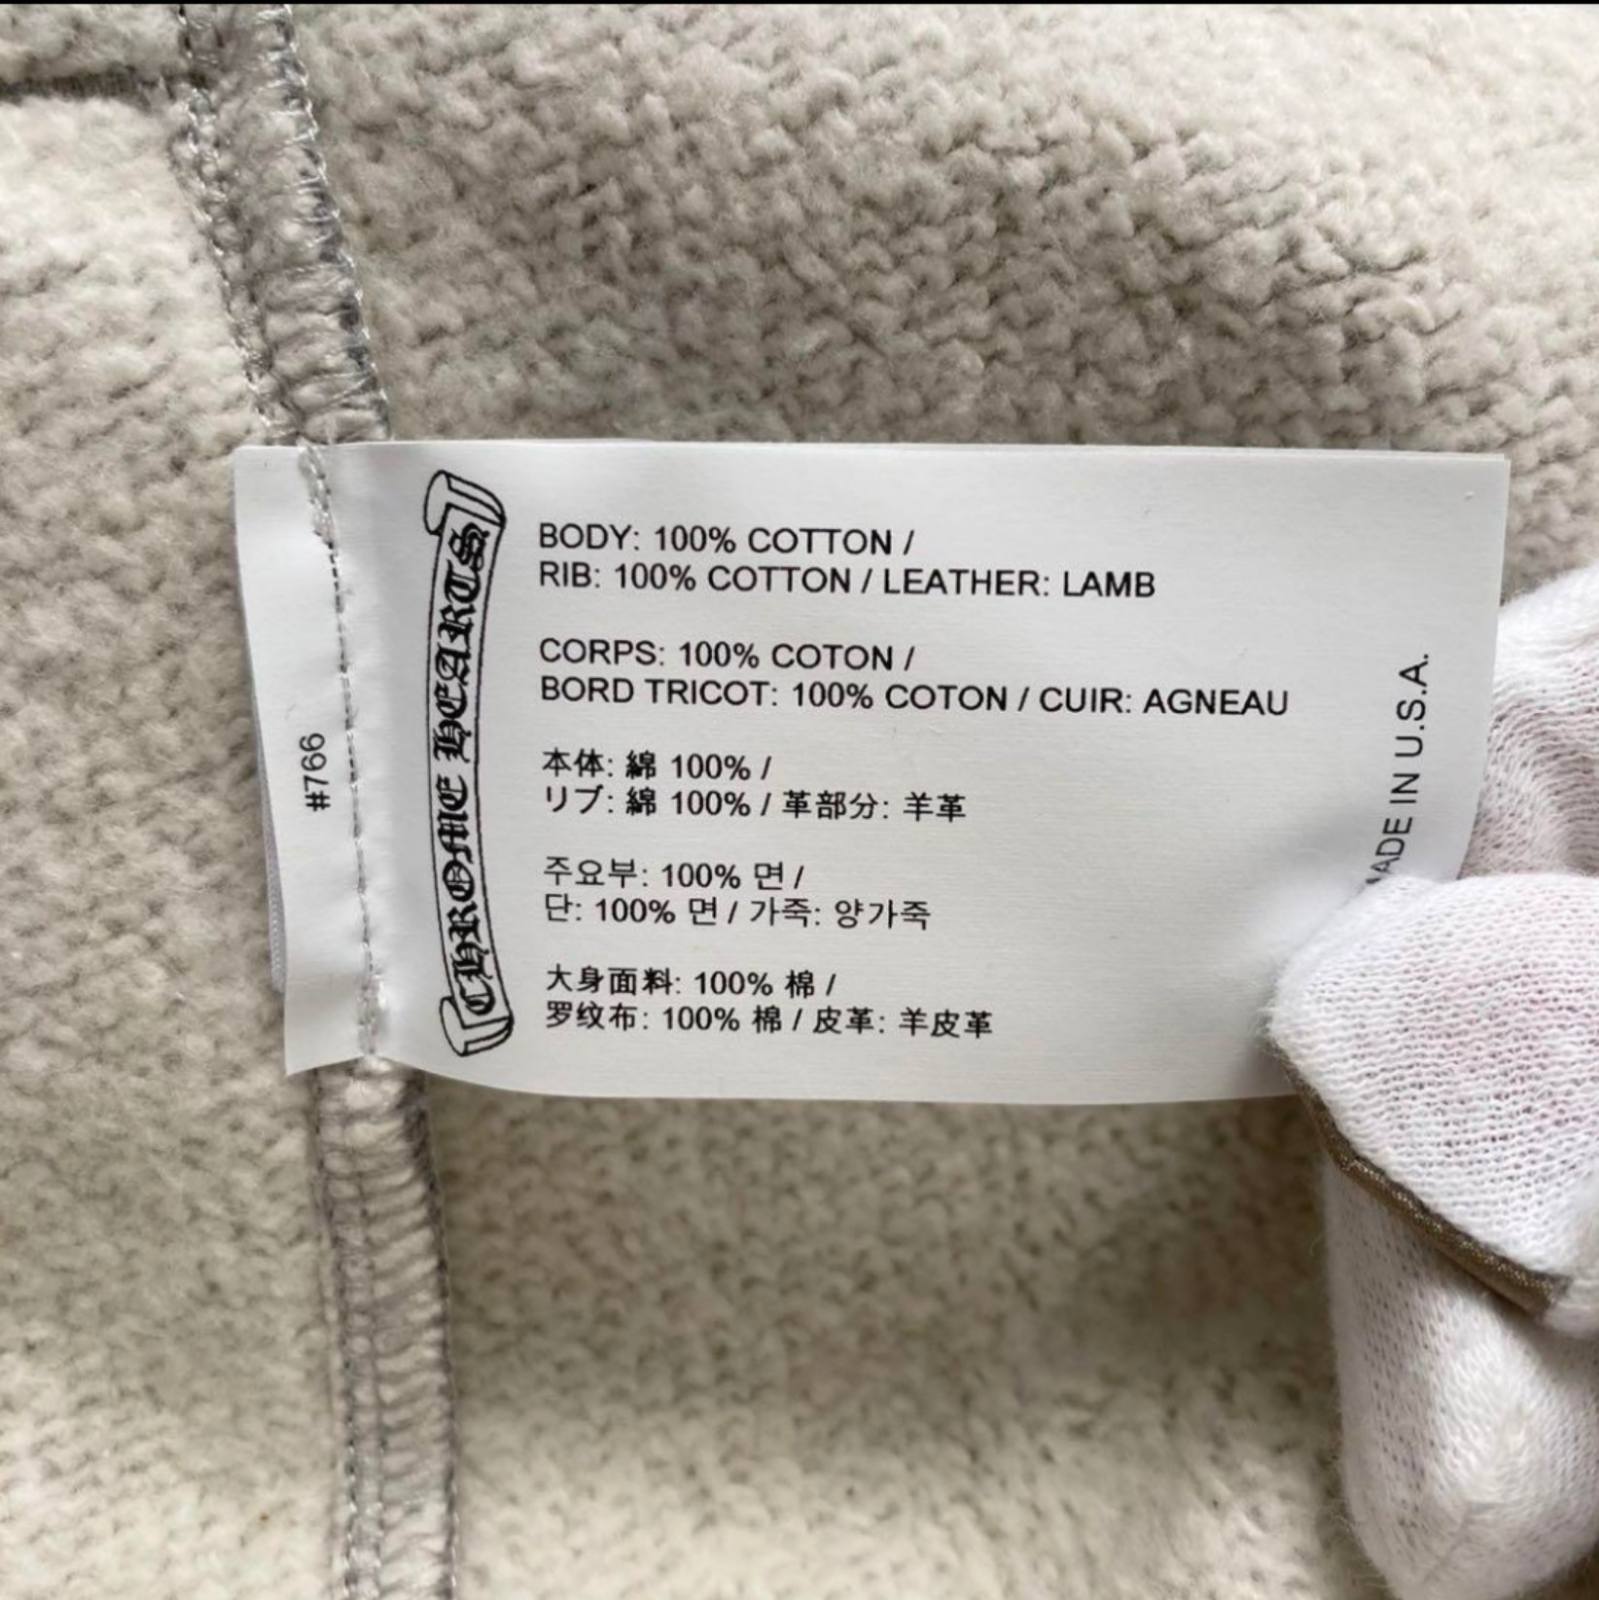 #766
CHROME HEARTS
BODY: 100% COTTON /
RIB: 100% COTTON / LEATHER: LAMB
CORPS: 100% COTON /
BORD TRICOT: 100% COTON / CUIR: AGNEAU
本体: 綿 100% /
リブ: 綿 100% / 革部分: 羊革
주요부: 100% 면 /
단: 100% 면 / 가죽: 양가죽
大身面料: 100% 棉 /
罗纹布: 100% 棉 / 皮革: 羊皮革
MADE IN U.S.A.